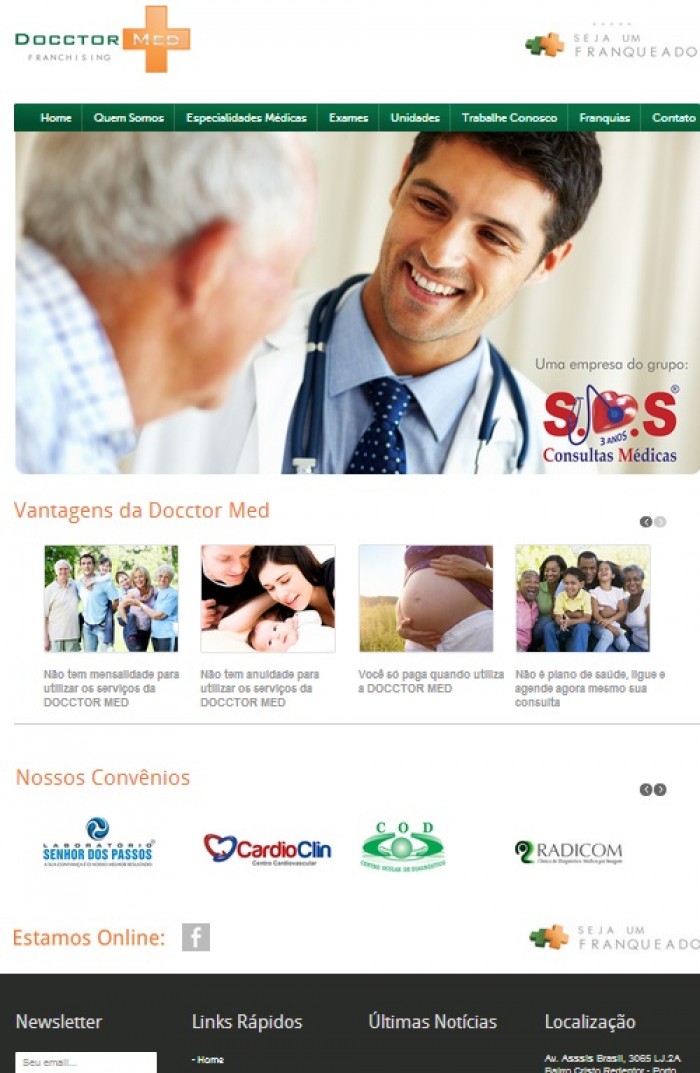 DOCCTOR MED
FRANCHISING
SEJA UM
FRANQUEADO
Home Quem Somos Especialidades Médicas Exames Unidades Trabalhe Conosco Franquias Contato
Uma empresa do grupo:
S.O.S ®
3 ANOS
Consultas Médicas
Vantagens da Docctor Med
Não tem mensalidade para
utilizar os serviços da
DOCCTOR MED
Não tem anuidade para
utilizar os serviços da
DOCCTOR MED
Você só paga quando utiliza
a DOCCTOR MED
Não é plano de saúde, ligue e
agende agora mesmo sua
consulta
Nossos Convênios
LABORATÓRIO
SENHOR DOS PASSOS
A SUA CONFIANÇA É O NOSSO MELHOR RESULTADO
CardioClin
Centro Cardiovascular
COD
CENTRO OCULAR DE DIAGNÓSTICO
RADICOM
Clínica de Diagnóstico Médico por Imagem
Estamos Online: f
SEJA UM
FRANQUEADO
Newsletter Links Rápidos Últimas Notícias Localização
Seu email...
- Home
Av. Asssis Brasil, 3065 LJ.2A
Bairro Cristo Redentor - Porto